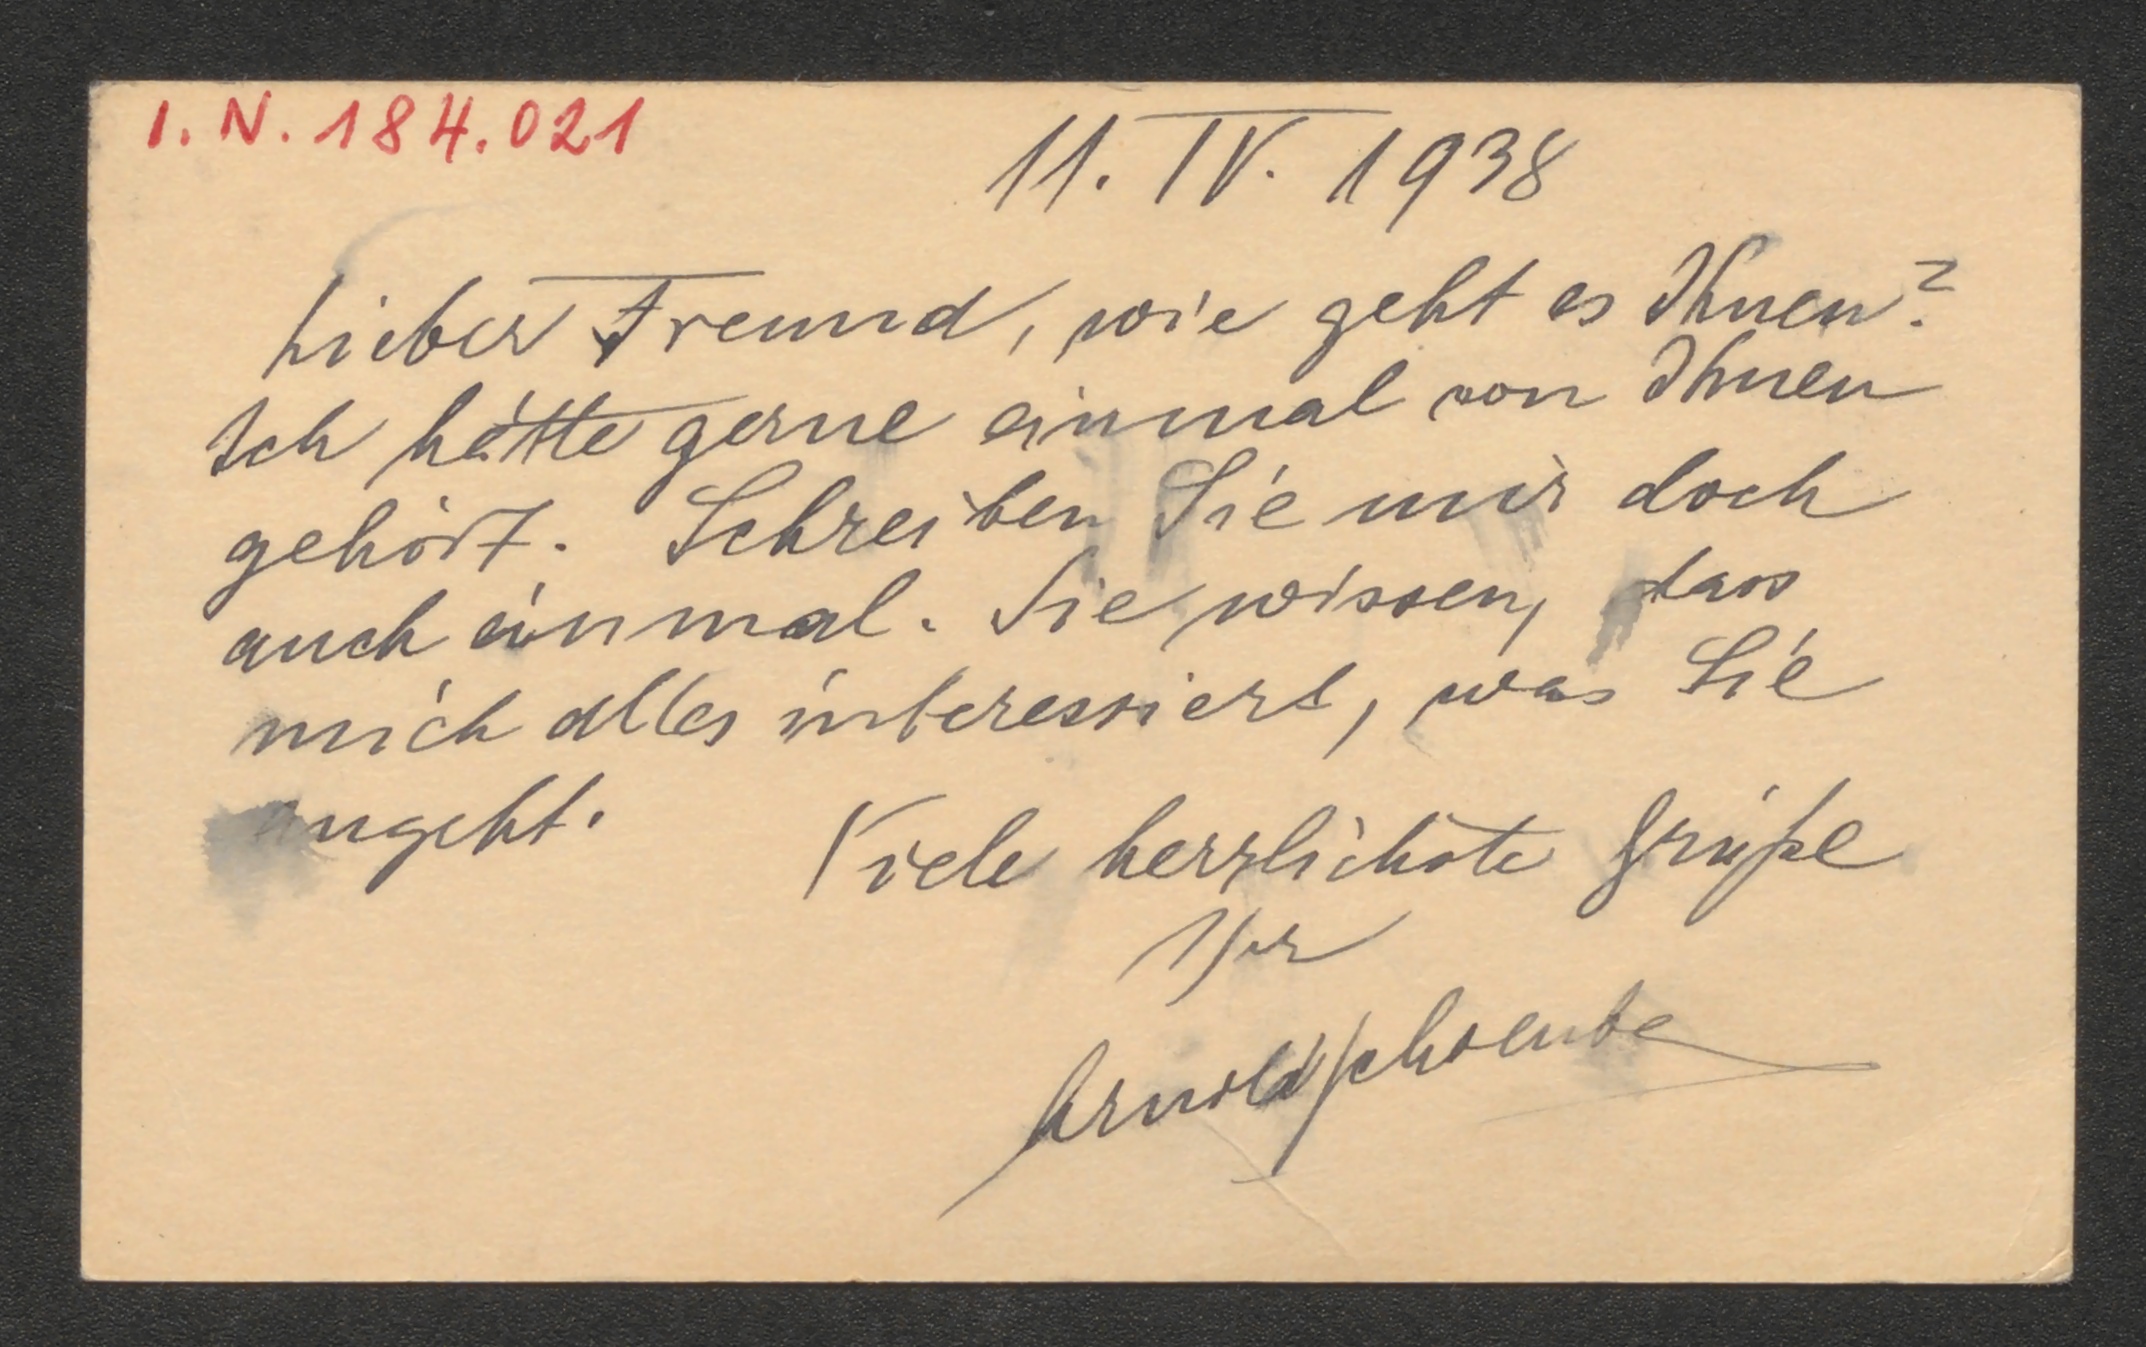 I. N. 184.021
11. IV. 1938
Lieber Freund, wie geht es Ihnen?
Ich hätte gerne einmal von Ihnen
gehört. Schreiben Sie mir doch
auch einmal. Sie wissen, dass
mich alles interessiert, was Sie
angeht.
Viele herzlichste Grüße
Ihr
Arnold Schoenbe